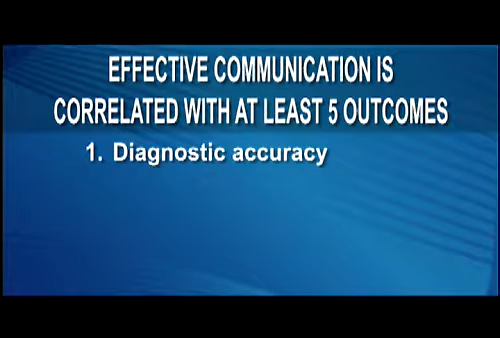 EFFECTIVE COMMUNICATION IS
CORRELATED WITH AT LEAST 5 OUTCOMES
1. Diagnostic accuracy